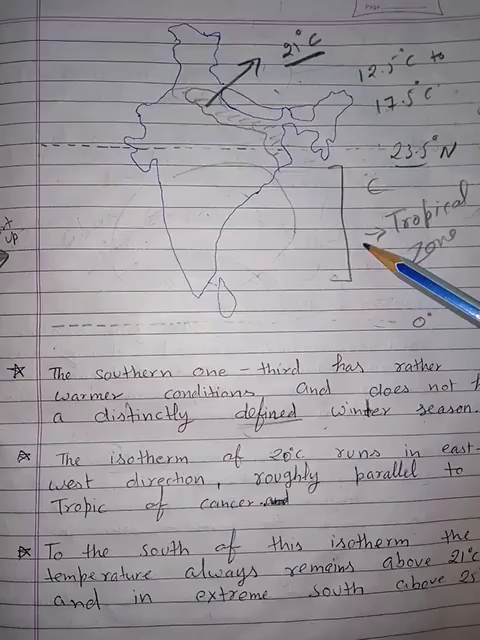 21°C
12.5°C to
17.5°C
23.5°N
Tropical
Zone
up
0°
The southern one-third has rather
warmer conditions and does not
a distinctly defined winter season.
The isotherm of 20°C runs in east-
west direction, roughly parallel to
Tropic of cancer.
To the south of this isotherm the
temperature always remains above 21°C
and in extreme south above